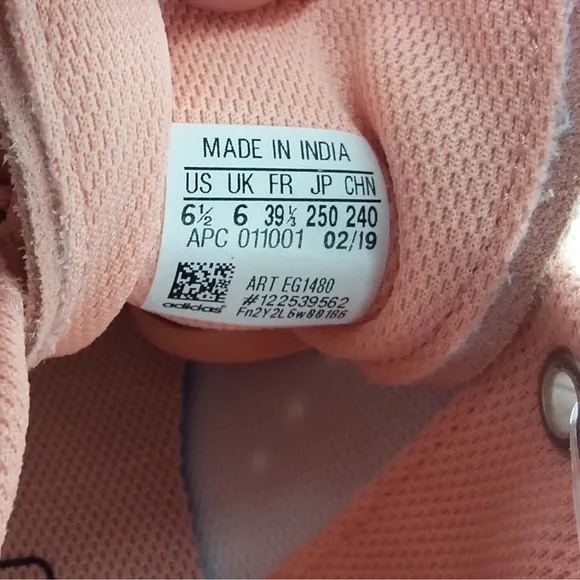 MADE IN INDIA
US UK FR JP CHN
6½ 6 39⅓ 250 240
APC 011001 02/19
ART EG1480
#122539562
adidas Fn2Y2L6w00186